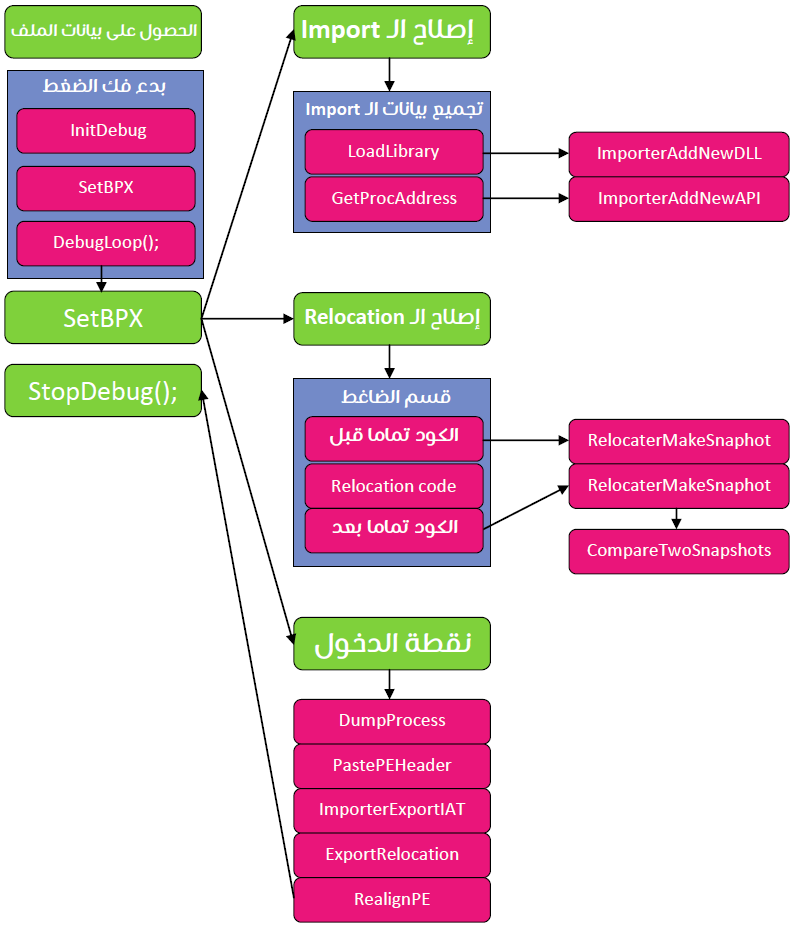 الحصول على بيانات الملف
بدء فك الضغط
InitDebug
SetBPX
DebugLoop();
SetBPX
StopDebug();
إصلاح الـ Import
تجميع بيانات الـ Import
LoadLibrary
GetProcAddress
ImporterAddNewDLL
ImporterAddNewAPI
إصلاح الـ Relocation
قسم الضاغط
الكود تماما قبل
Relocation code
الكود تماما بعد
RelocaterMakeSnaphot
RelocaterMakeSnaphot
CompareTwoSnapshots
نقطة الدخول
DumpProcess
PastePEHeader
ImporterExportIAT
ExportRelocation
RealignPE